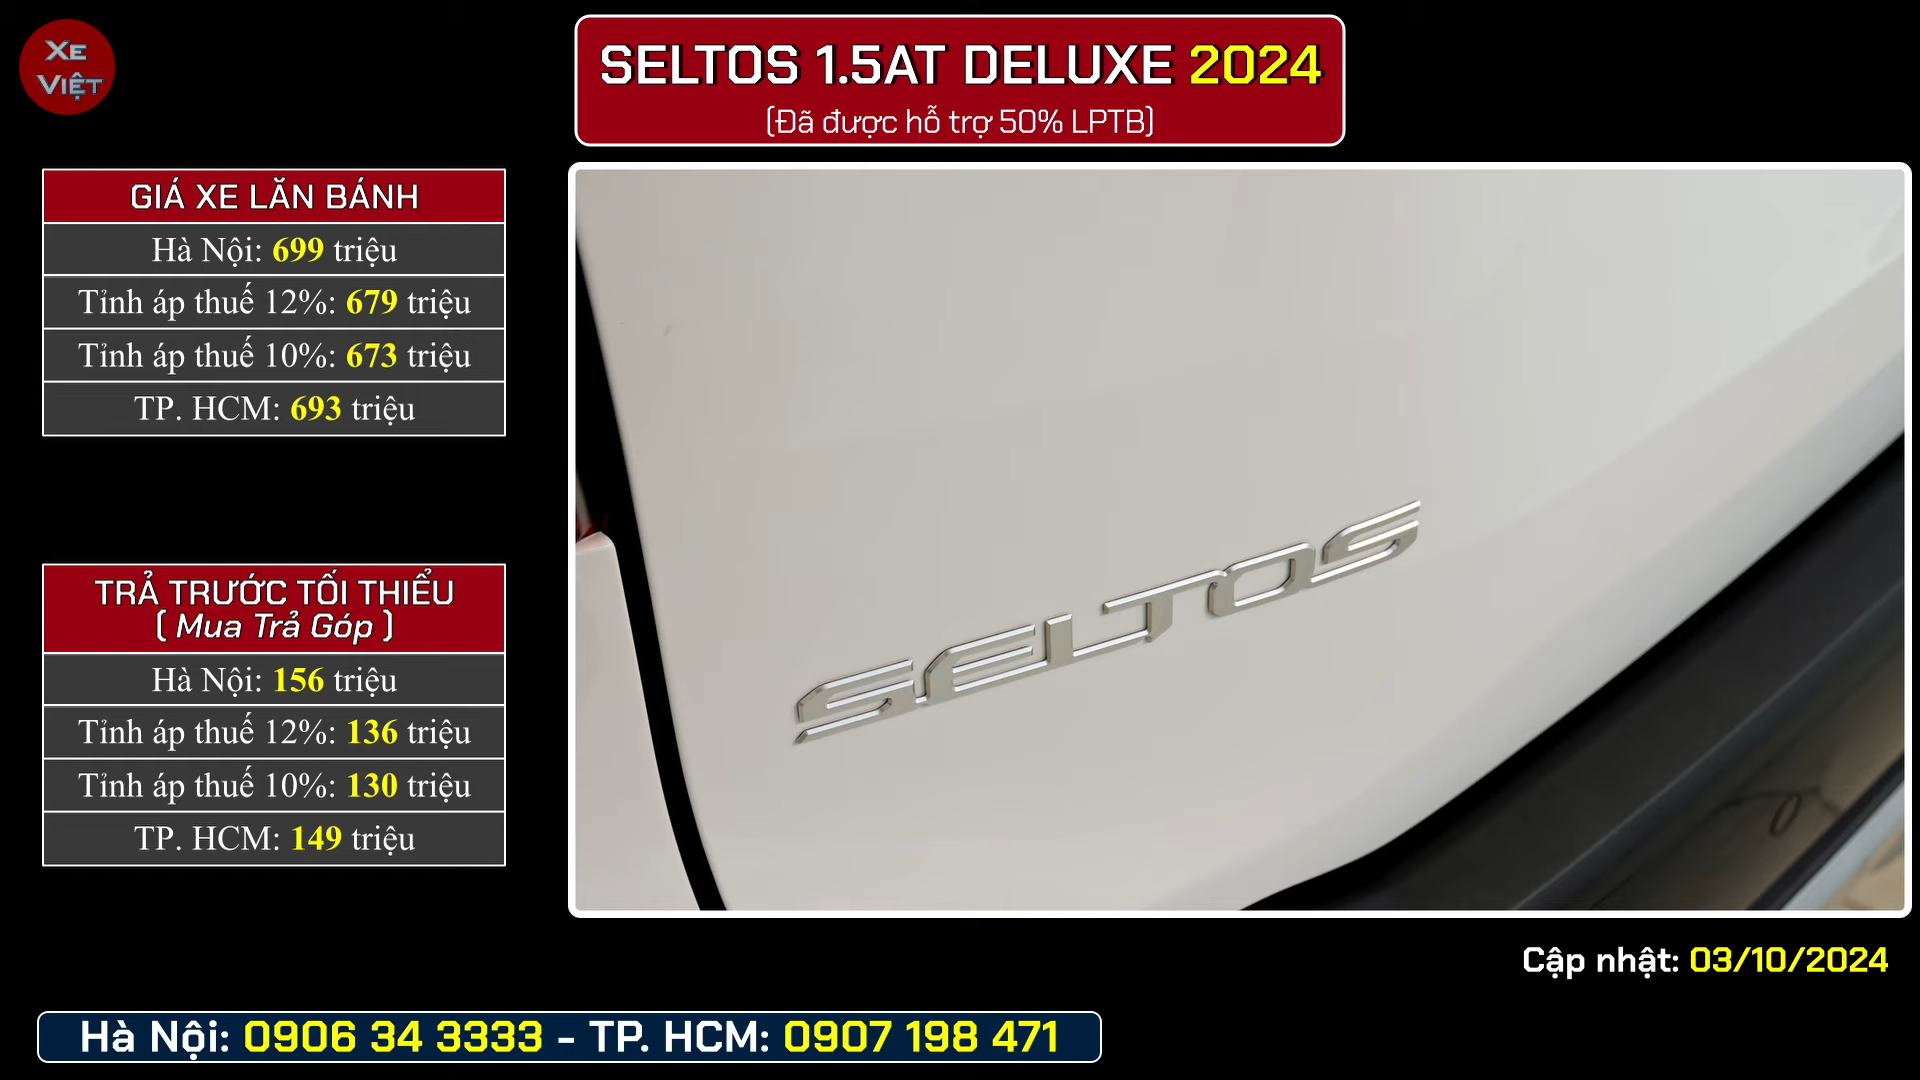 XE
VIỆT
SELTOS 1.5AT DELUXE 2024
(Đã được hỗ trợ 50% LPTB)
GIÁ XE LĂN BÁNH
Hà Nội: 699 triệu
Tỉnh áp thuế 12%: 679 triệu
Tỉnh áp thuế 10%: 673 triệu
TP. HCM: 693 triệu
TRẢ TRƯỚC TỐI THIỂU
( Mua Trả Góp )
Hà Nội: 156 triệu
Tỉnh áp thuế 12%: 136 triệu
Tỉnh áp thuế 10%: 130 triệu
TP. HCM: 149 triệu
SELTOS
Cập nhật: 03/10/2024
Hà Nội: 0906 34 3333 - TP. HCM: 0907 198 471